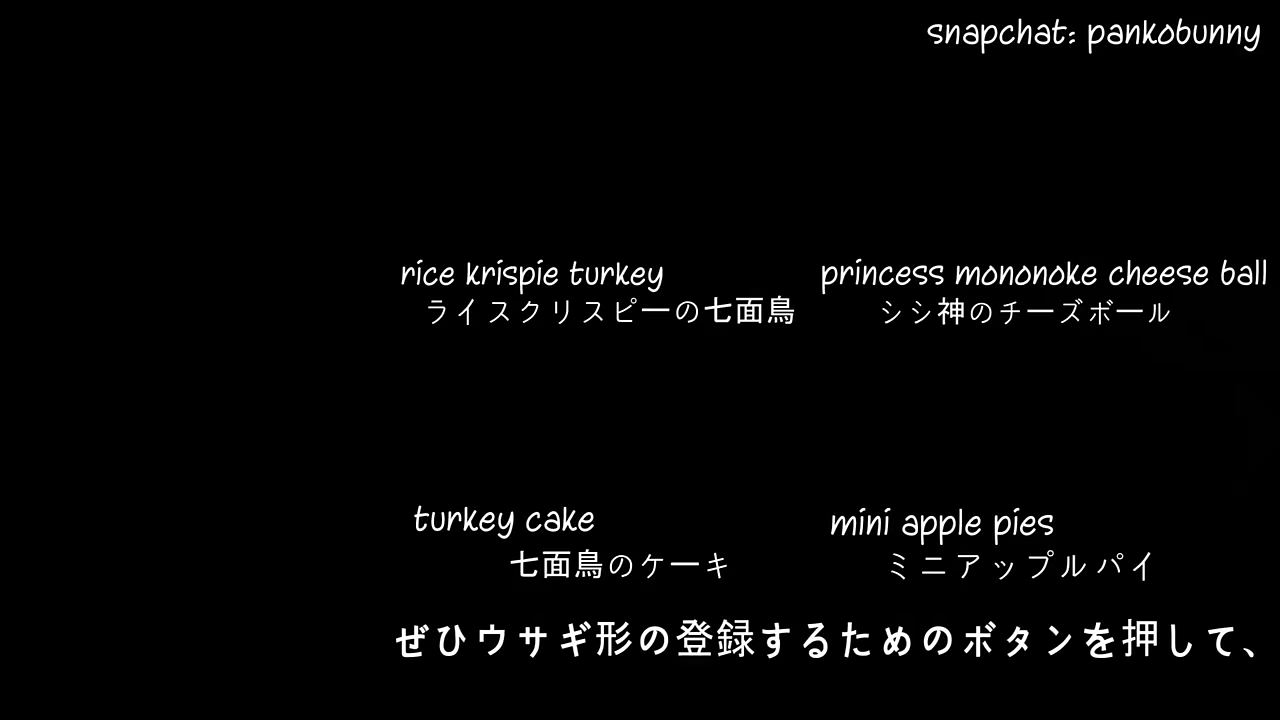 snapchat: pankobunny
rice krispie turkey
ライスクリスピーの七面鳥
princess mononoke cheese ball
シシ神のチーズボール
turkey cake
七面鳥のケーキ
mini apple pies
ミニアップルパイ
ぜひウサギ形の登録するためのボタンを押して、